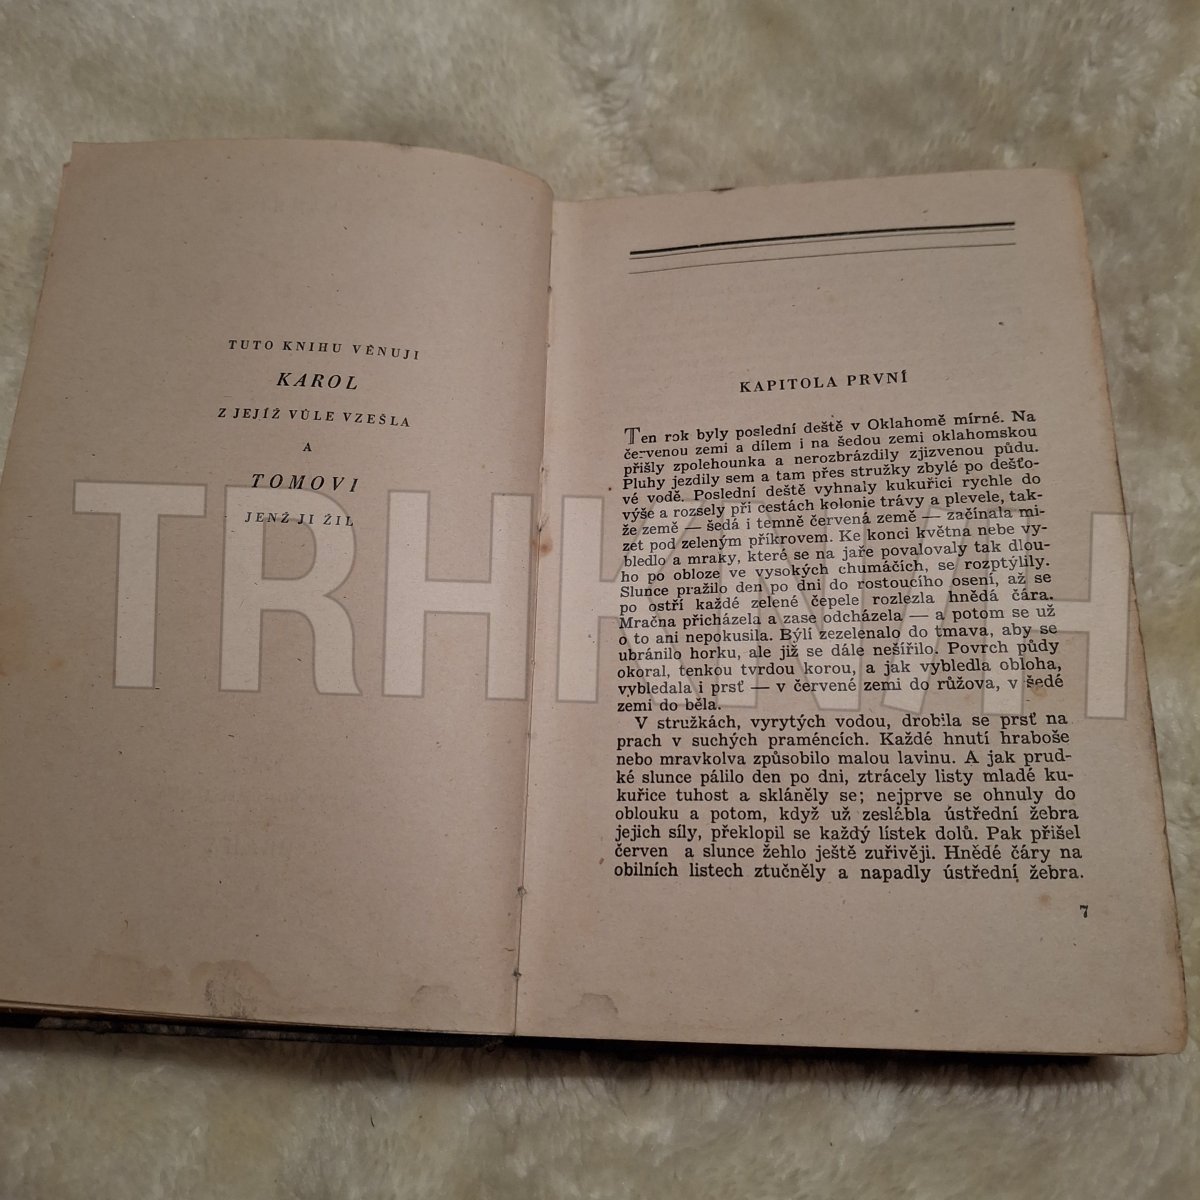 TUTO KNIHU VĚNUJI
KAROL
Z JEJÍŽ VŮLE VZEŠLA
A
TOMOVI
JENŽ JI ŽIL
KAPITOLA PRVNÍ
Ten rok byly poslední deště v Oklahomě mírné. Na
červenou zemi a dílem i na šedou zemi oklahomskou
přišly zpolehounka a nerozbrázdily zjizvenou půdu.
Pluhy jezdily sem a tam přes stružky zbylé po dešťo-
vé vodě. Poslední deště vyhnaly kukuřici rychle do
výše a rozsely při cestách kolonie trávy a plevele, tak-
že země — šedá i temně červená země — začínala mi-
zet pod zeleným příkrovem. Ke konci května nebe vy-
bledlo a mraky, které se na jaře povalovaly tak dlou-
ho po obloze ve vysokých chumáčích, se rozptýlily.
Slunce pražilo den po dni do rostoucího osení, až se
po ostří každé zelené čepele rozlezla hnědá čára.
Mračna přicházela a zase odcházela — a potom se už
o to ani nepokusila. Býlí zezelenalo do tmava, aby se
ubránilo horku, ale již se dále nešířilo. Povrch půdy
okoral, tenkou tvrdou korou, a jak vybledla obloha,
vybledala i prsť — v červené zemi do růžova, v šedé
zemi do běla.
V stružkách, vyrytých vodou, drobila se prsť na
prach v suchých praméncích. Každé hnutí hraboše
nebo mravkolva způsobilo malou lavinu. A jak prud-
ké slunce pálilo den po dni, ztrácely listy mladé ku-
kuřice tuhost a skláněly se; nejprve se ohnuly do
oblouku a potom, když už zeslábla ústřední žebra
jejich síly, překlopil se každý lístek dolů. Pak přišel
červen a slunce žehlo ještě zuřivěji. Hnědé čáry na
obilních listech ztučněly a napadly ústřední žebra.
7
TRHKNIH